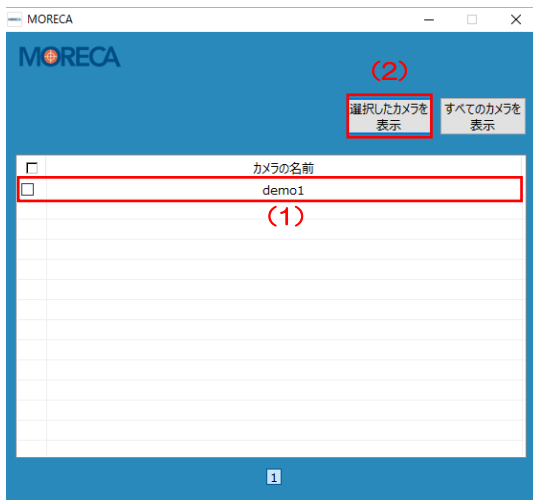 MORECA
MORECA
(2)
選択したカメラを
表示
すべてのカメラを
表示
カメラの名前
demo1
(1)
1